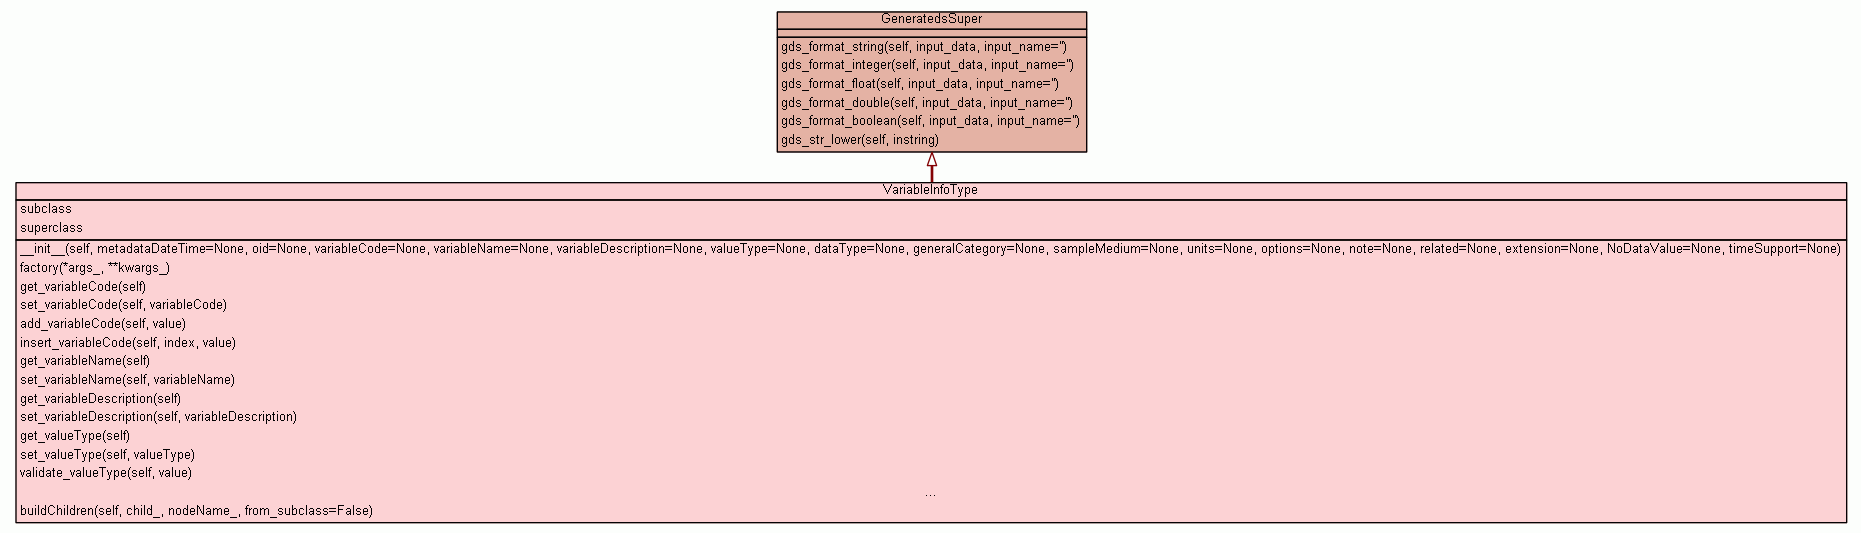 GeneratedsSuper
gds_format_string(self, input_data, input_name='')
gds_format_integer(self, input_data, input_name='')
gds_format_float(self, input_data, input_name='')
gds_format_double(self, input_data, input_name='')
gds_format_boolean(self, input_data, input_name='')
gds_str_lower(self, instring)
VariableInfoType
subclass
superclass
__init__(self, metadataDateTime=None, oid=None, variableCode=None, variableName=None, variableDescription=None, valueType=None, dataType=None, generalCategory=None, sampleMedium=None, units=None, options=None, note=None, related=None, extension=None, NoDataValue=None, timeSupport=None)
factory(*args_, **kwargs_)
get_variableCode(self)
set_variableCode(self, variableCode)
add_variableCode(self, value)
insert_variableCode(self, index, value)
get_variableName(self)
set_variableName(self, variableName)
get_variableDescription(self)
set_variableDescription(self, variableDescription)
get_valueType(self)
set_valueType(self, valueType)
validate_valueType(self, value)
...
buildChildren(self, child_, nodeName_, from_subclass=False)